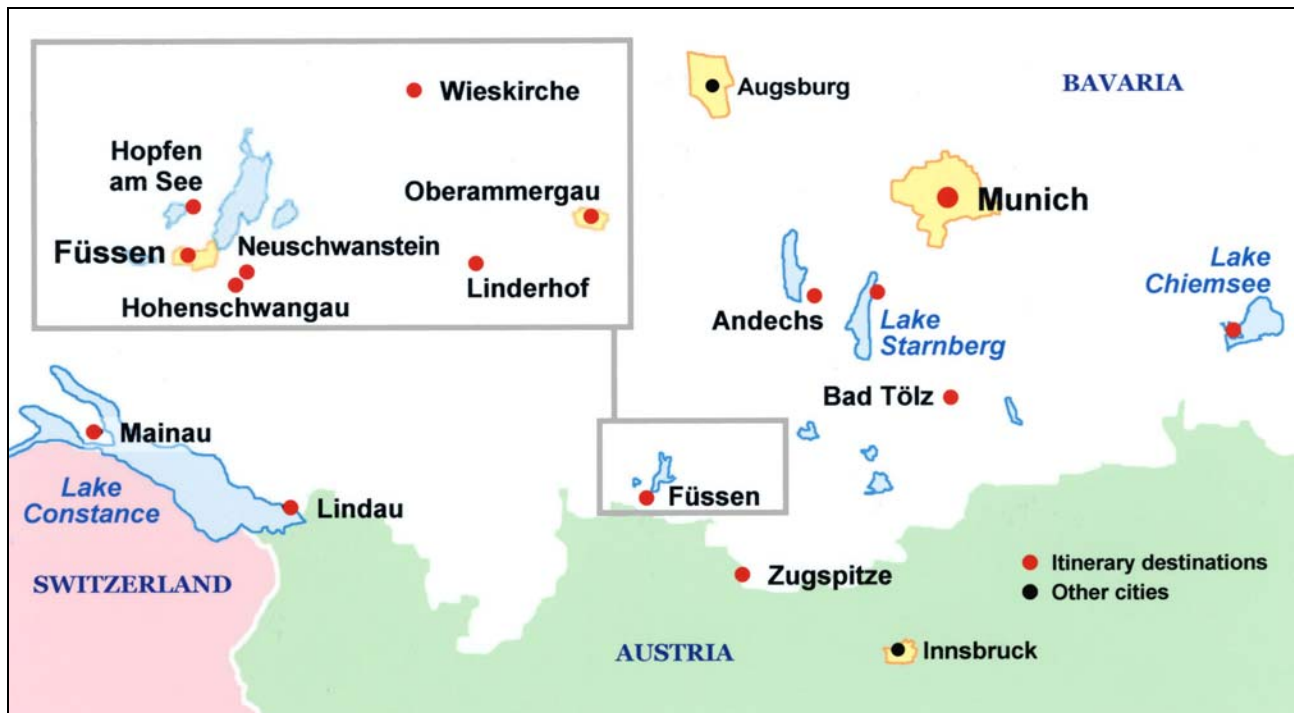 Wieskirche
Hopfen
am See
Oberammergau
Füssen
Neuschwanstein
Hohenschwangau
Linderhof
Augsburg
BAVARIA
Munich
Lake
Chiemsee
Andechs
Lake
Starnberg
Bad Tölz
Mainau
Lake
Constance
Lindau
Füssen
SWITZERLAND
Zugspitze
AUSTRIA
Innsbruck
Itinerary destinations
Other cities